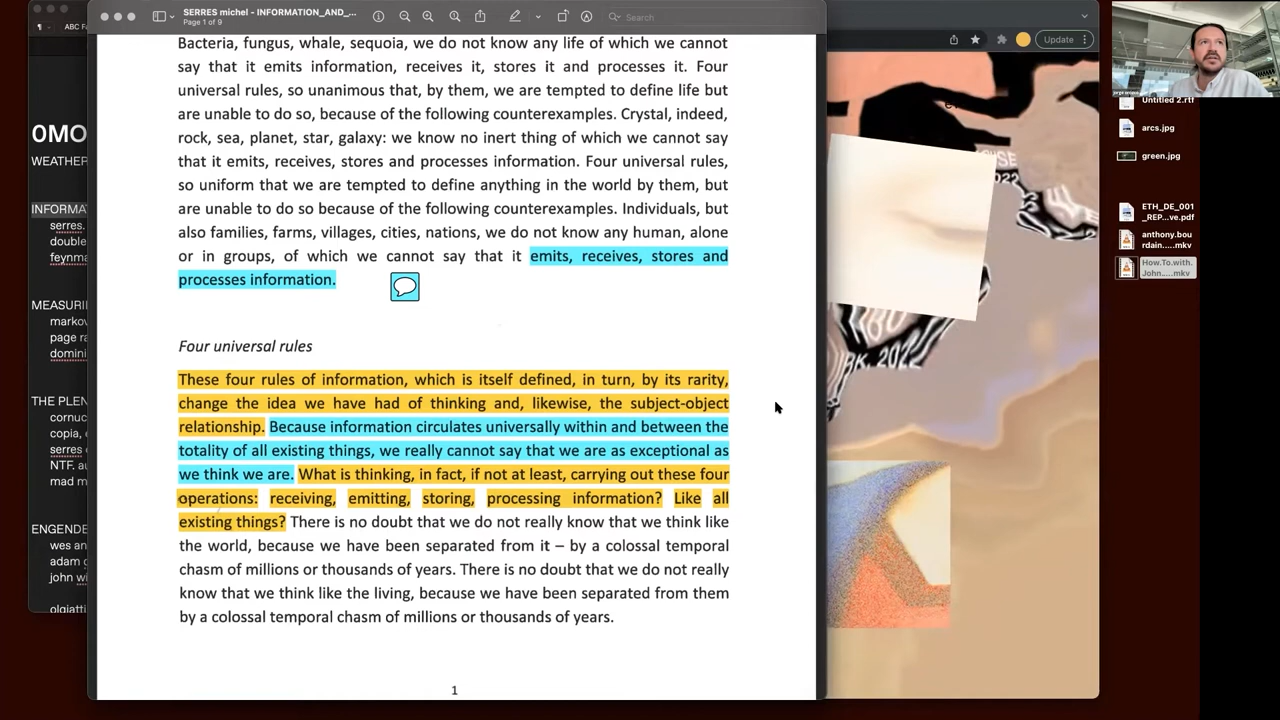 SERRES michel - INFORMATION_AND_...
Page 1 of 9
Search
ABC
0MO
WEATHER
INFORMA
serres.
double
feynma
MEASURI
markov
page ra
domini
THE PLEN
cornuc
copia,
serres
NTF. au
mad m
ENGENDE
wes an
adam c
john wi
olgiatti
Bacteria, fungus, whale, sequoia, we do not know any life of which we cannot
say that it emits information, receives it, stores it and processes it. Four
universal rules, so unanimous that, by them, we are tempted to define life but
are unable to do so, because of the following counterexamples. Crystal, indeed,
rock, sea, planet, star, galaxy: we know no inert thing of which we cannot say
that it emits, receives, stores and processes information. Four universal rules,
so uniform that we are tempted to define anything in the world by them, but
are unable to do so because of the following counterexamples. Individuals, but
also families, farms, villages, cities, nations, we do not know any human, alone
or in groups, of which we cannot say that it emits, receives, stores and
processes information.
Four universal rules
These four rules of information, which is itself defined, in turn, by its rarity,
change the idea we have had of thinking and, likewise, the subject-object
relationship. Because information circulates universally within and between the
totality of all existing things, we really cannot say that we are as exceptional as
we think we are. What is thinking, in fact, if not at least, carrying out these four
operations: receiving, emitting, storing, processing information? Like all
existing things? There is no doubt that we do not really know that we think like
the world, because we have been separated from it – by a colossal temporal
chasm of millions or thousands of years. There is no doubt that we do not really
know that we think like the living, because we have been separated from them
by a colossal temporal chasm of millions or thousands of years.
1
Update
2022
Untitled 2.rtf
arcs.jpg
green.jpg
ETH_DE_001
_REP...ve.pdf
anthony.bou
rdain....mkv
How.To.with.
John.....mkv